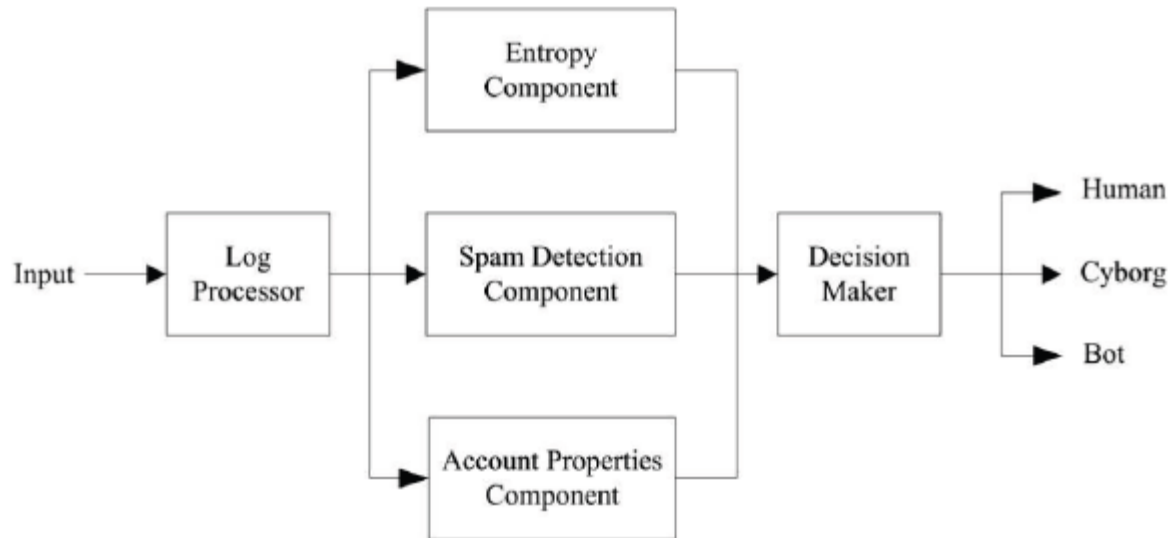 Entropy
Component
Human
Input
Log
Processor
Spam Detection
Component
Decision
Maker
Cyborg
Bot
Account Properties
Component